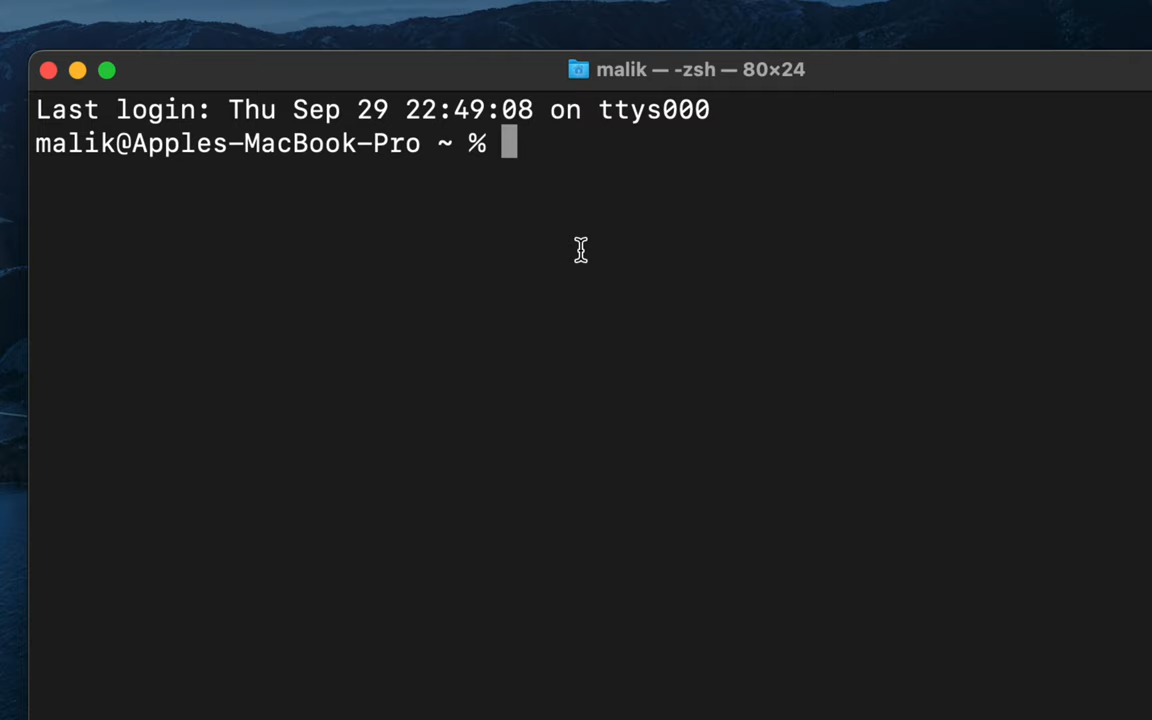 malik — -zsh — 80×24
Last login: Thu Sep 29 22:49:08 on ttys000
malik@Apples-MacBook-Pro ~ %